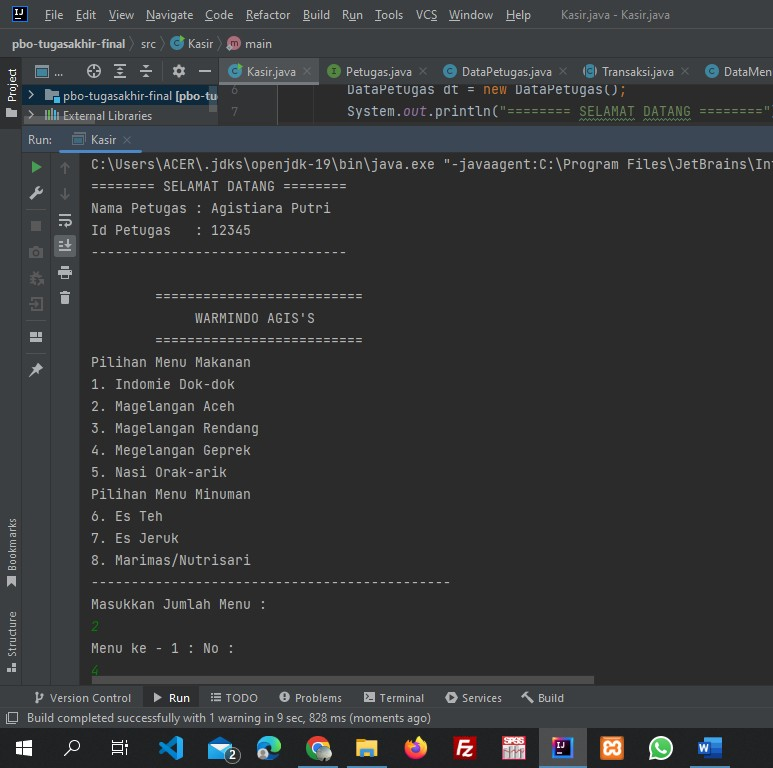 File Edit View Navigate Code Refactor Build Run Tools VCS Window Help Kasir.java - Kasir.java
pbo-tugasakhir-final src Kasir main
Project
... Kasir.java Petugas.java DataPetugas.java Transaksi.java DataMen
pbo-tugasakhir-final [pbo-tu
External Libraries
6 DataPetugas dt = new DataPetugas();
7 System.out.println("======== SELAMAT DATANG ========"
Run: Kasir
C:\Users\ACER\.jdks\openjdk-19\bin\java.exe "-javaagent:C:\Program Files\JetBrains\In
======== SELAMAT DATANG ========
Nama Petugas : Agistiara Putri
Id Petugas   : 12345
--------------------------------
==========================
WARMINDO AGIS'S
==========================
Pilihan Menu Makanan
1. Indomie Dok-dok
2. Magelangan Aceh
3. Magelangan Rendang
4. Megelangan Geprek
5. Nasi Orak-arik
Pilihan Menu Minuman
6. Es Teh
7. Es Jeruk
8. Marimas/Nutrisari
---------------------------------------------
Masukkan Jumlah Menu :
2
Menu ke - 1 : No :
4
Bookmarks
Structure
Version Control Run TODO Problems Terminal Services Build
Build completed successfully with 1 warning in 9 sec, 828 ms (moments ago)
2
SPSS